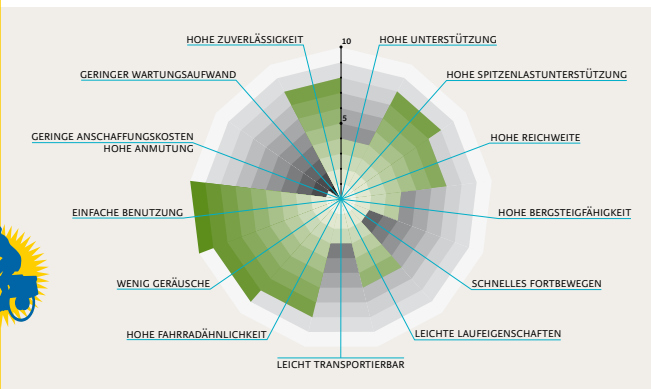 HOHE ZUVERLÄSSIGKEIT
10
HOHE UNTERSTÜTZUNG
GERINGER WARTUNGSAUFWAND
HOHE SPITZENLASTUNTERSTÜTZUNG
5
GERINGE ANSCHAFFUNGSKOSTEN
HOHE ANMUTUNG
HOHE REICHWEITE
EINFACHE BENUTZUNG
HOHE BERGSTEIGFÄHIGKEIT
WENIG GERÄUSCHE
SCHNELLES FORTBEWEGEN
HOHE FAHRRADÄHNLICHKEIT
LEICHTE LAUFEIGENSCHAFTEN
LEICHT TRANSPORTIERBAR